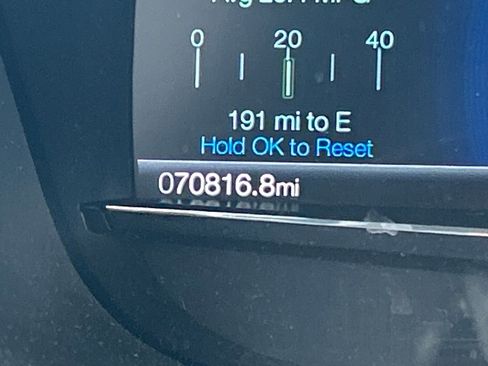 0 20 40
191 mi to E
Hold OK to Reset
070816.8mi